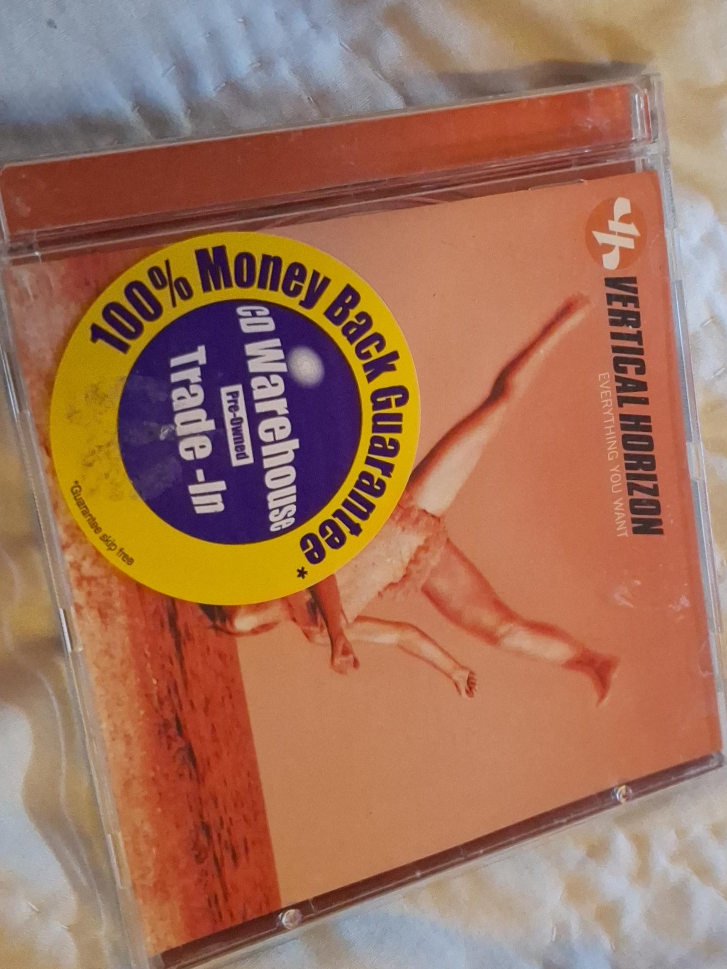 VERTICAL HORIZON
EVERYTHING YOU WANT
100% Money Back Guarantee*
CD Warehouse
Pre-Owned
Trade-In
*Guarantee skip free